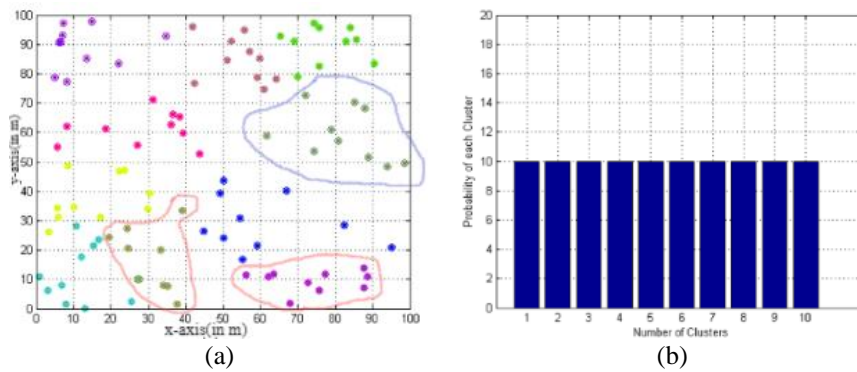 100
90
80
70
60
50
40
30
20
10
0
y-axis(in m)
0 10 20 30 40 50 60 70 80 90 100
x-axis(in m)
(a)
20
18
16
14
12
10
8
6
4
2
0
Probability of each Cluster
1 2 3 4 5 6 7 8 9 10
Number of Clusters
(b)